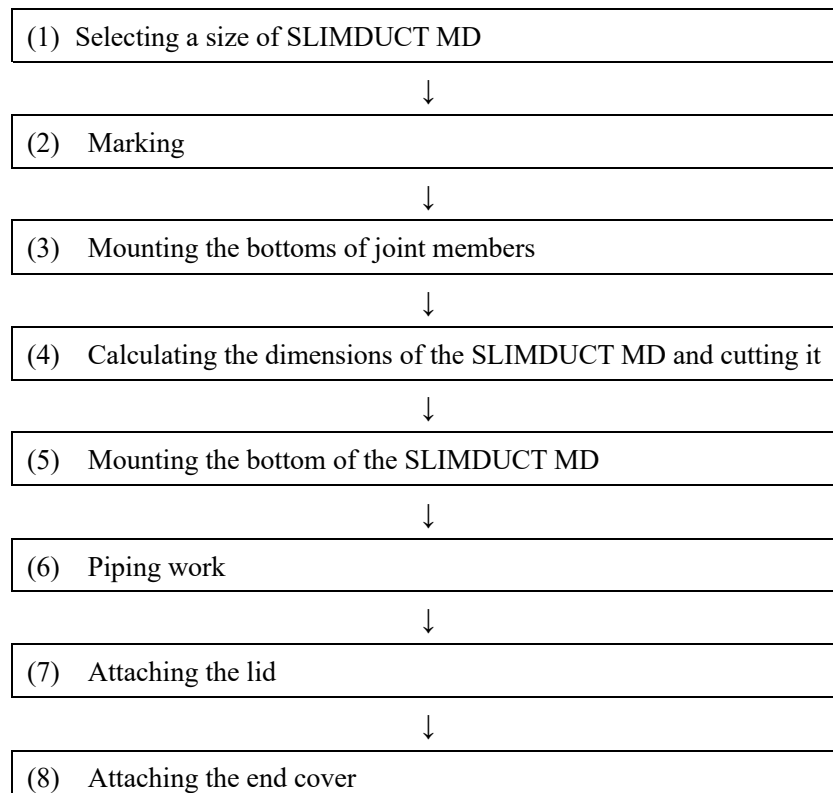 (1) Selecting a size of SLIMDUCT MD
↓
(2) Marking
↓
(3) Mounting the bottoms of joint members
↓
(4) Calculating the dimensions of the SLIMDUCT MD and cutting it
↓
(5) Mounting the bottom of the SLIMDUCT MD
↓
(6) Piping work
↓
(7) Attaching the lid
↓
(8) Attaching the end cover